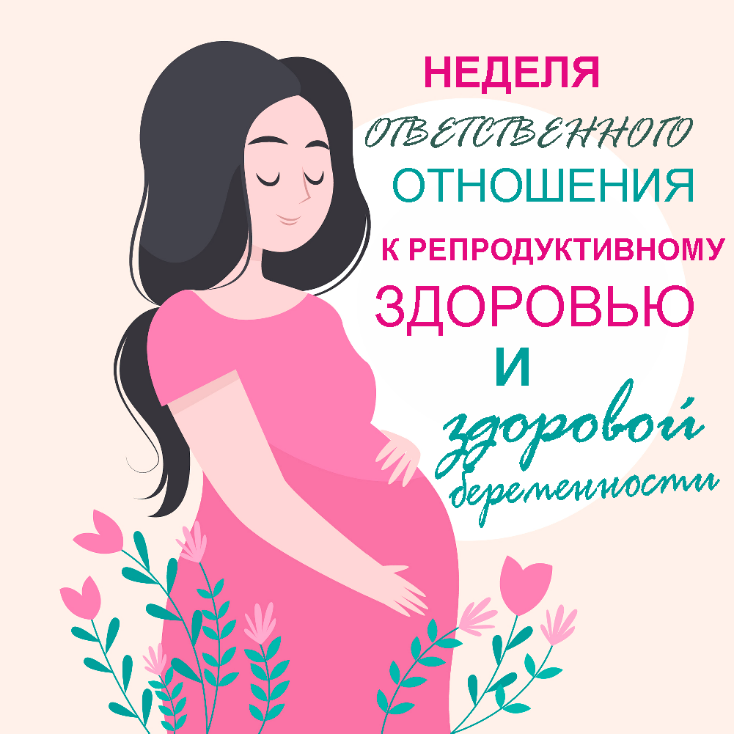 НЕДЕЛЯ
ОТВЕТСТВЕННОГО
ОТНОШЕНИЯ
К РЕПРОДУКТИВНОМУ
ЗДОРОВЬЮ
И
здоровой
беременности